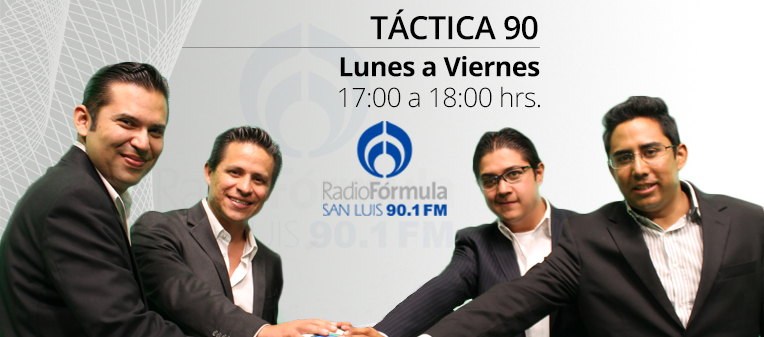 TÁCTICA 90
Lunes a Viernes
17:00 a 18:00 hrs.
RadioFórmula
SAN LUIS 90.1 FM